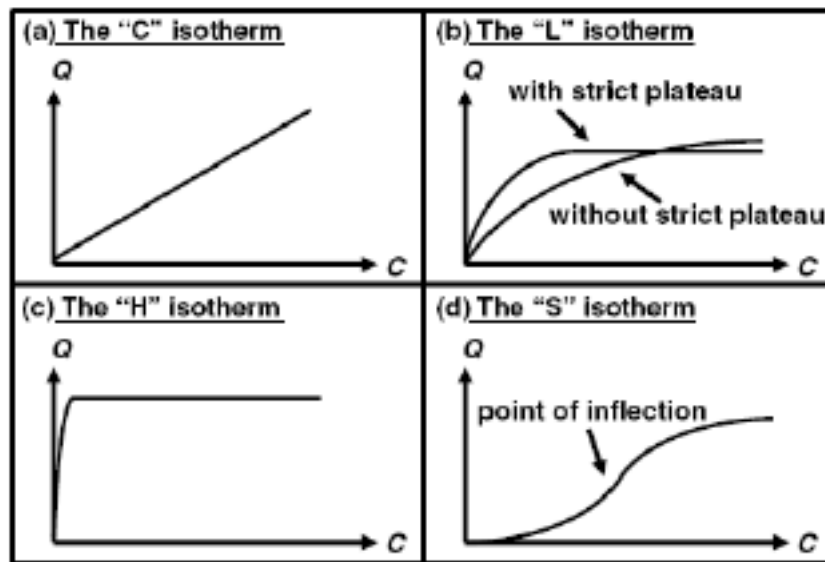 (a) The “C” isotherm
Q
C
(b) The “L” isotherm
Q
with strict plateau
without strict plateau
C
(c) The “H” isotherm
Q
C
(d) The “S” isotherm
Q
point of inflection
C